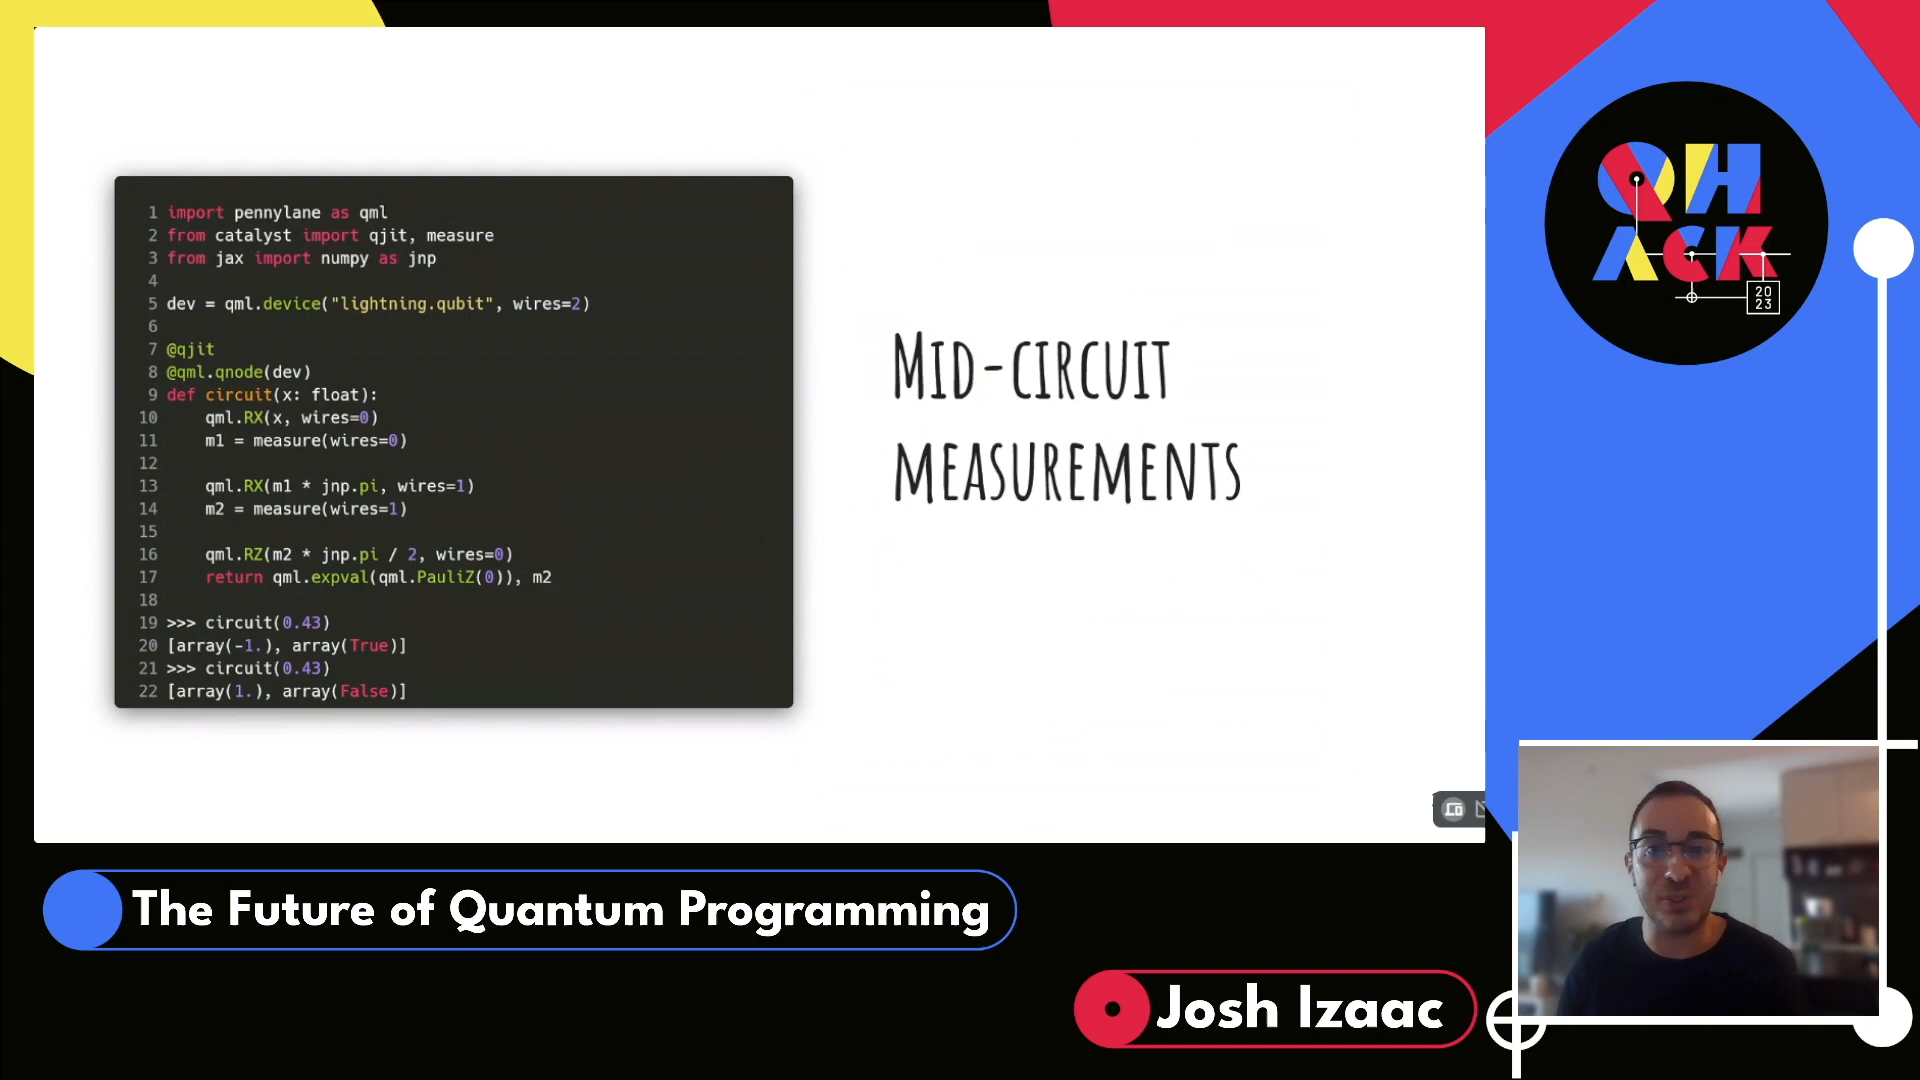 1 import pennylane as qml
2 from catalyst import qjit, measure
3 from jax import numpy as jnp
4
5 dev = qml.device("lightning.qubit", wires=2)
6
7 @qjit
8 @qml.qnode(dev)
9 def circuit(x: float):
10 qml.RX(x, wires=0)
11 m1 = measure(wires=0)
12
13 qml.RX(m1 * jnp.pi, wires=1)
14 m2 = measure(wires=1)
15
16 qml.RZ(m2 * jnp.pi / 2, wires=0)
17 return qml.expval(qml.PauliZ(0)), m2
18
19 >>> circuit(0.43)
20 [array(-1.), array(True)]
21 >>> circuit(0.43)
22 [array(1.), array(False)]
MID-CIRCUIT
MEASUREMENTS
QH
ACK
20
23
The Future of Quantum Programming
Josh Izaac